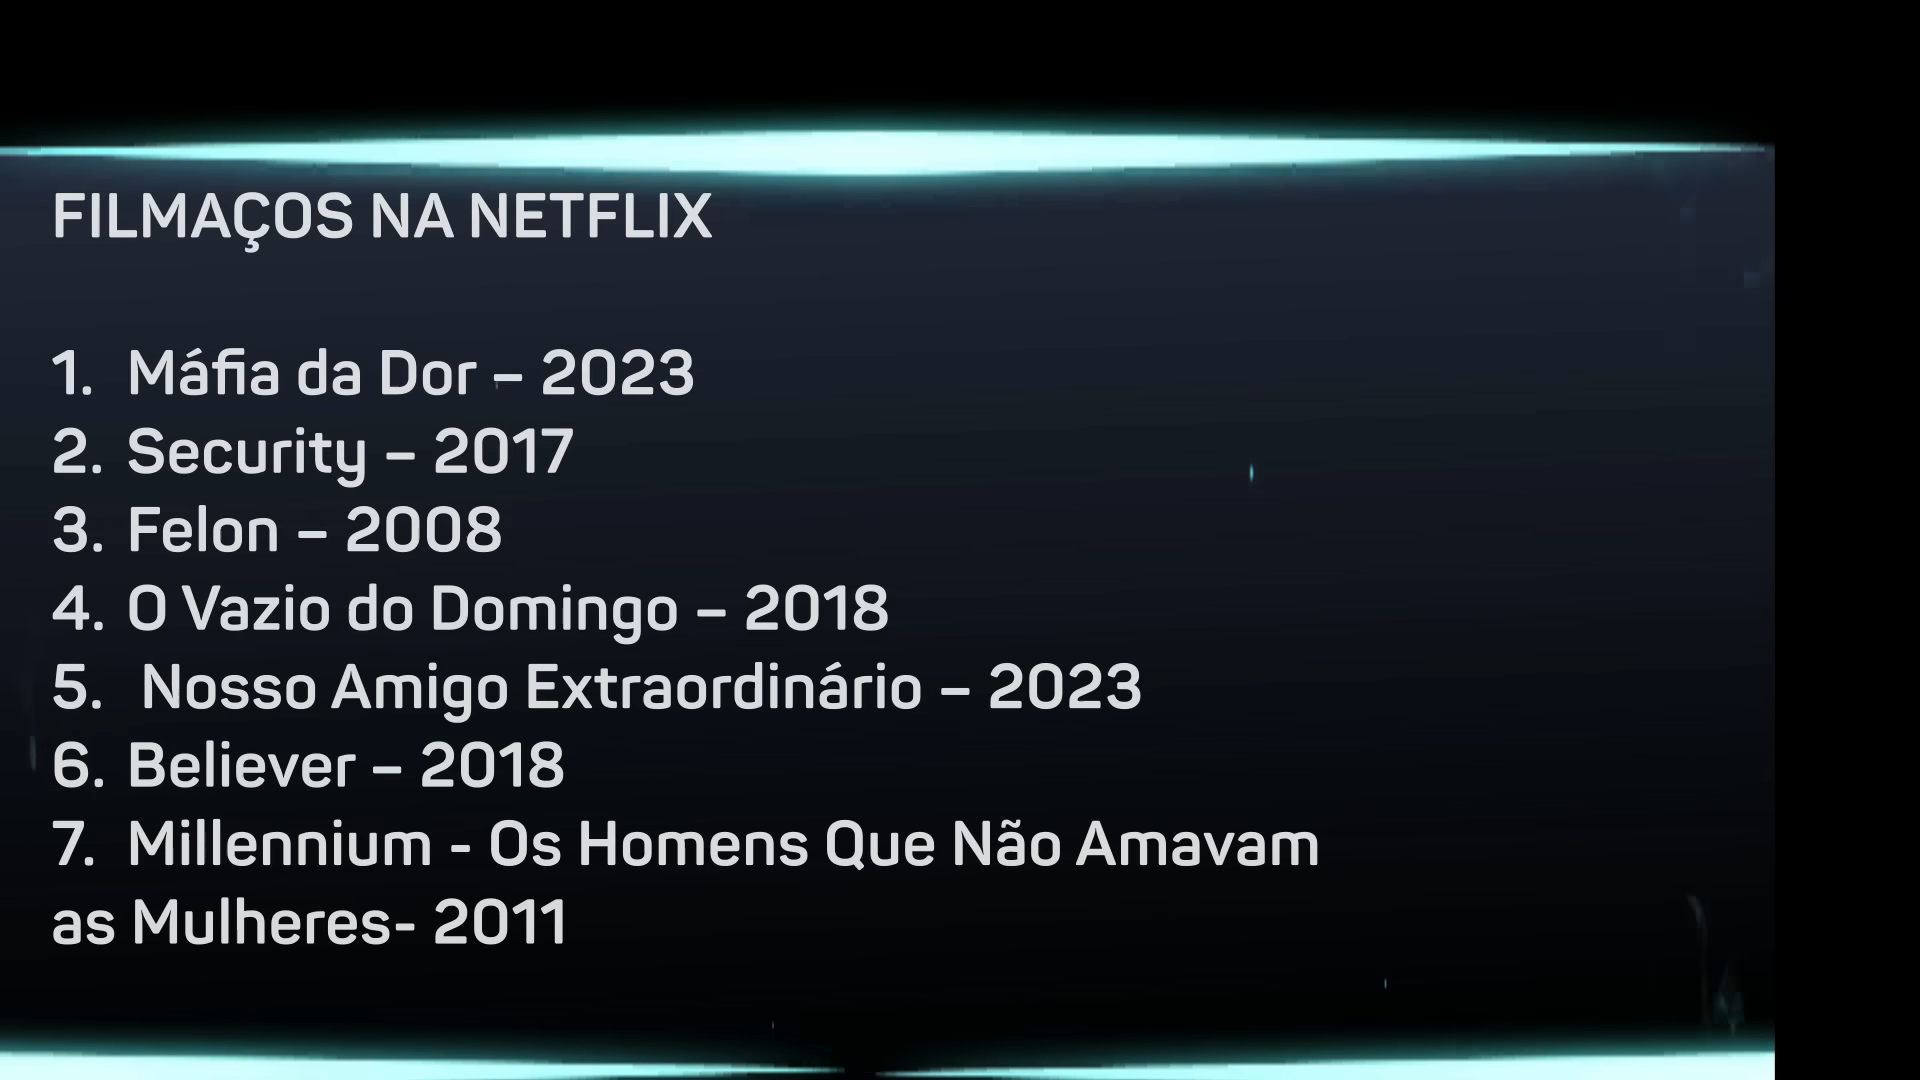 FILMAÇOS NA NETFLIX
1. Máfia da Dor – 2023
2. Security – 2017
3. Felon – 2008
4. O Vazio do Domingo – 2018
5. Nosso Amigo Extraordinário – 2023
6. Believer – 2018
7. Millennium - Os Homens Que Não Amavam
as Mulheres- 2011